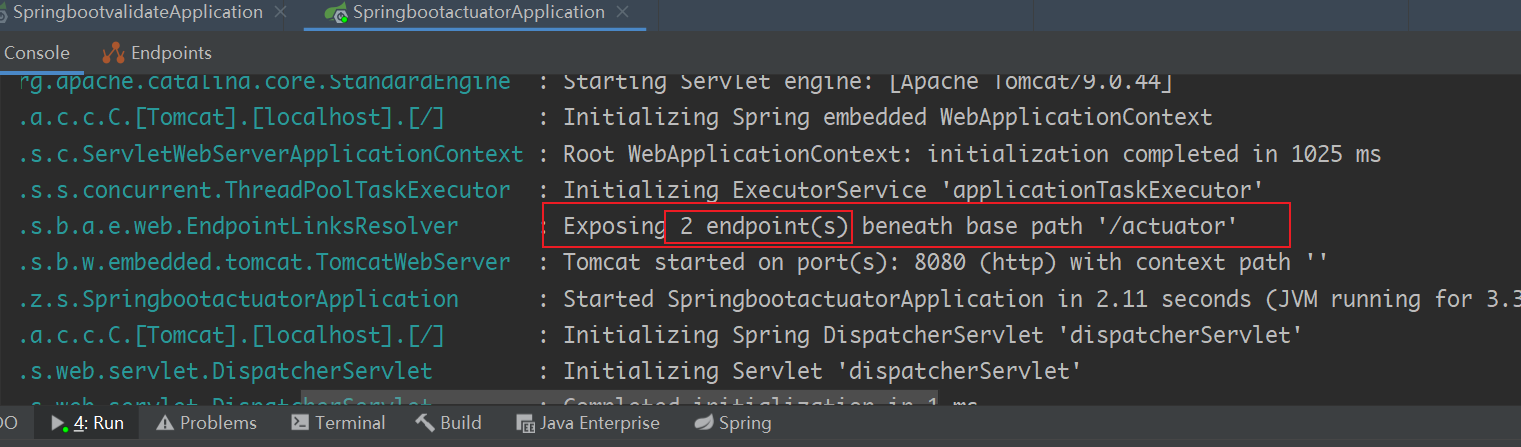 SpringbootvalidateApplication × SpringbootactuatorApplication ×
Console Endpoints
rg.apache.catalina.core.StandardEngine : Starting Servlet engine: [Apache Tomcat/9.0.44]
.a.c.c.C.[Tomcat].[localhost].[/] : Initializing Spring embedded WebApplicationContext
.s.c.ServletWebServerApplicationContext : Root WebApplicationContext: initialization completed in 1025 ms
.s.s.concurrent.ThreadPoolTaskExecutor : Initializing ExecutorService 'applicationTaskExecutor'
.s.b.a.e.web.EndpointLinksResolver : Exposing 2 endpoint(s) beneath base path '/actuator'
.s.b.w.embedded.tomcat.TomcatWebServer : Tomcat started on port(s): 8080 (http) with context path ''
.z.s.SpringbootactuatorApplication : Started SpringbootactuatorApplication in 2.11 seconds (JVM running for 3.3
.a.c.c.C.[Tomcat].[localhost].[/] : Initializing Spring DispatcherServlet 'dispatcherServlet'
.s.web.servlet.DispatcherServlet : Initializing Servlet 'dispatcherServlet'
.s.web.servlet.DispatcherServlet : Completed initialization in 1 ms
DO 4: Run Problems Terminal Build Java Enterprise Spring